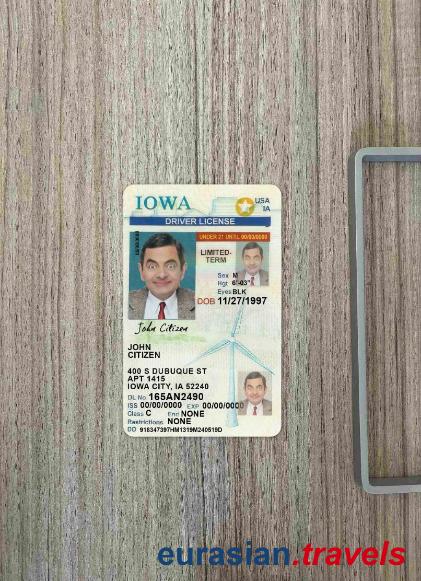 IOWA
USA
IA
DRIVER LICENSE
UNDER 21 UNTIL 00/00/0000
LIMITED-
TERM
Sex M
Hgt 6'-03"
Eyes BLK
DOB 11/27/1997
John Citizen
JOHN
CITIZEN
400 S DUBUQUE ST
APT 1415
IOWA CITY, IA 52240
DL No. 165AN2490
ISS 00/00/0000 EXP 00/00/0000
Class C End NONE
Restrictions NONE
DD 918347397HM1319M240519D
eurasian.travels